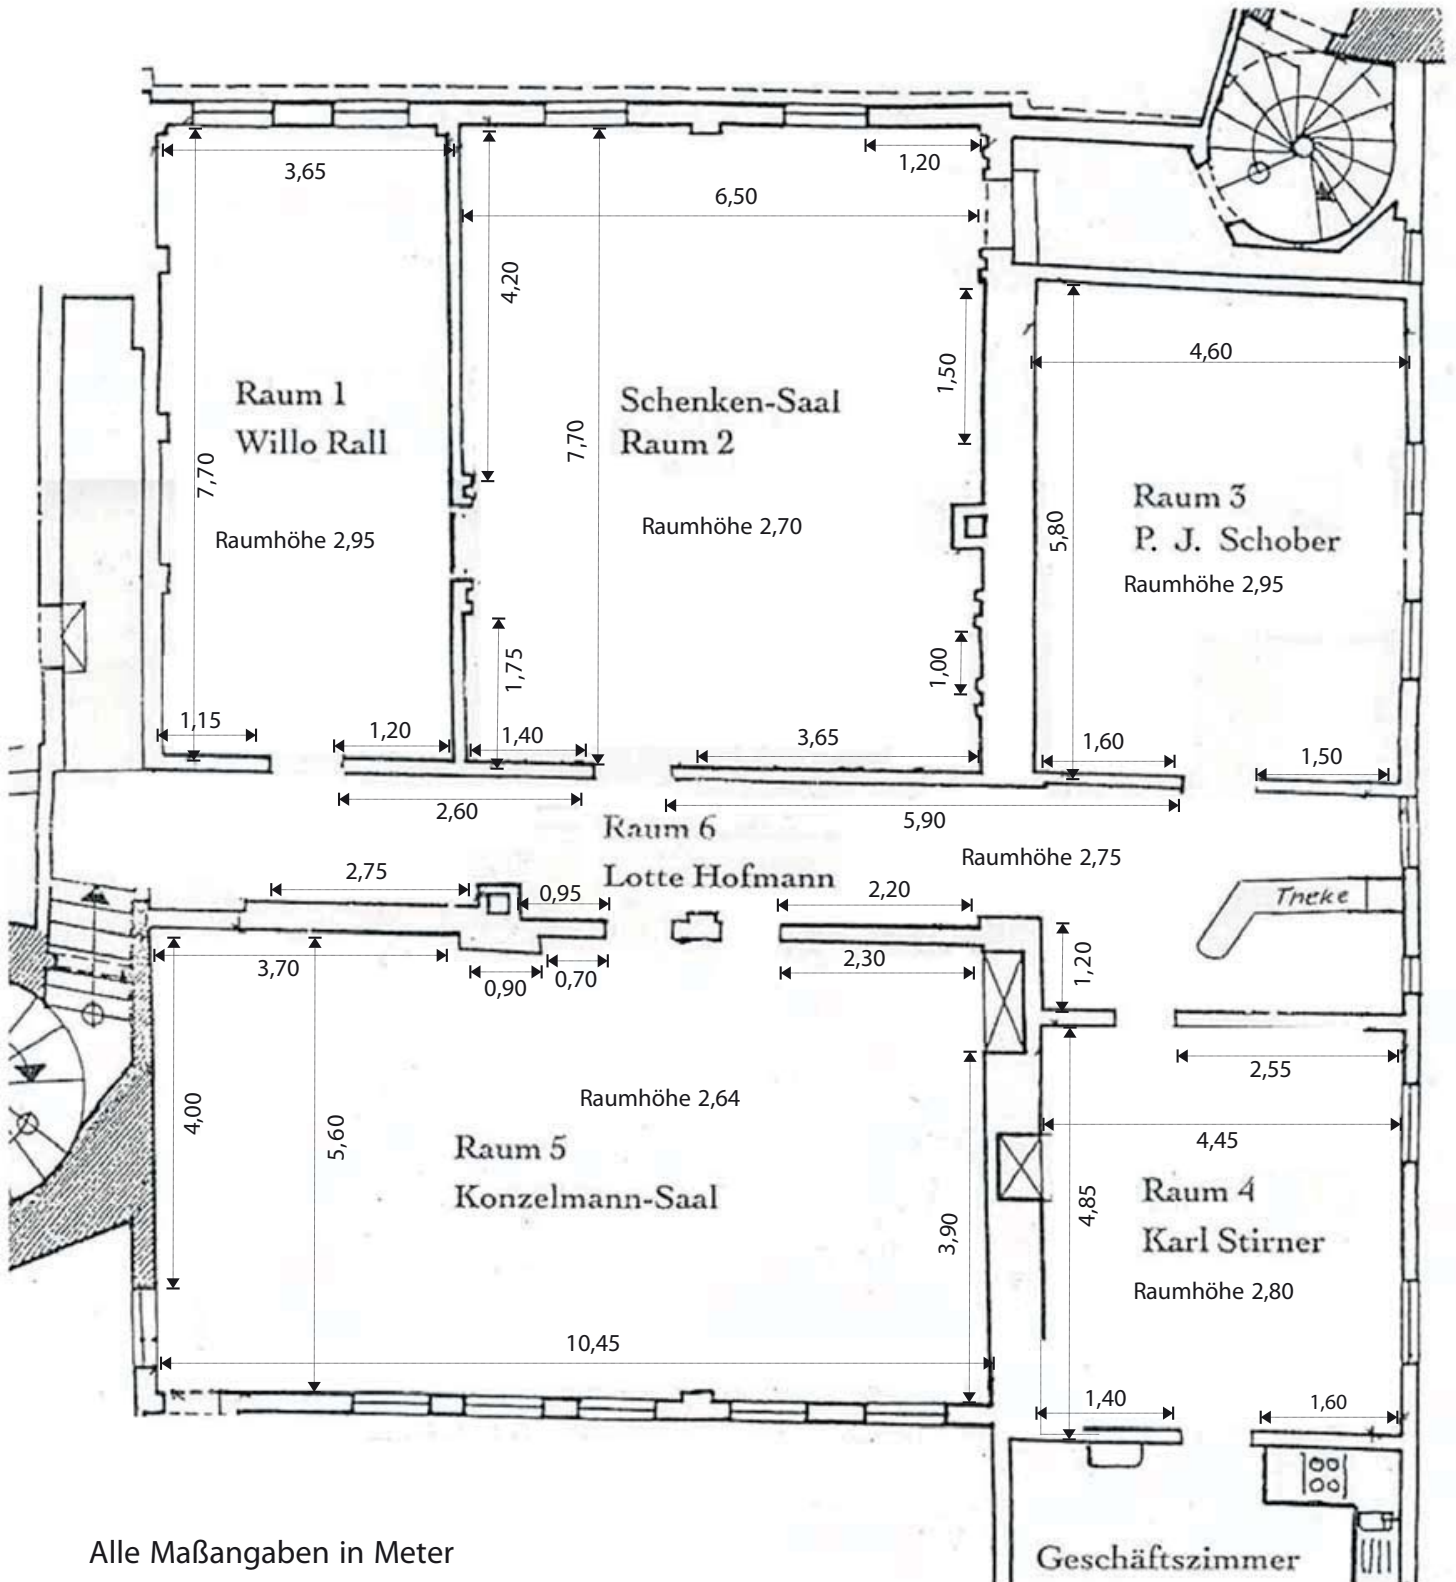 3,65
1,20
6,50
4,20
1,50
4,60
Raum 1
Willo Rall
7,70
Raumhöhe 2,95
Schenken-Saal
Raum 2
7,70
Raumhöhe 2,70
Raum 3
P. J. Schober
5,80
Raumhöhe 2,95
1,75
1,00
1,15
1,20
1,40
3,65
1,60
1,50
2,60
5,90
Raum 6
Lotte Hofmann
Raumhöhe 2,75
2,75
0,95
2,20
Theke
3,70
0,90
0,70
2,30
1,20
2,55
4,00
5,60
Raumhöhe 2,64
Raum 5
Konzelmann-Saal
3,90
4,45
4,85
Raum 4
Karl Stirner
Raumhöhe 2,80
10,45
1,40
1,60
Alle Maßangaben in Meter
Geschäftszimmer